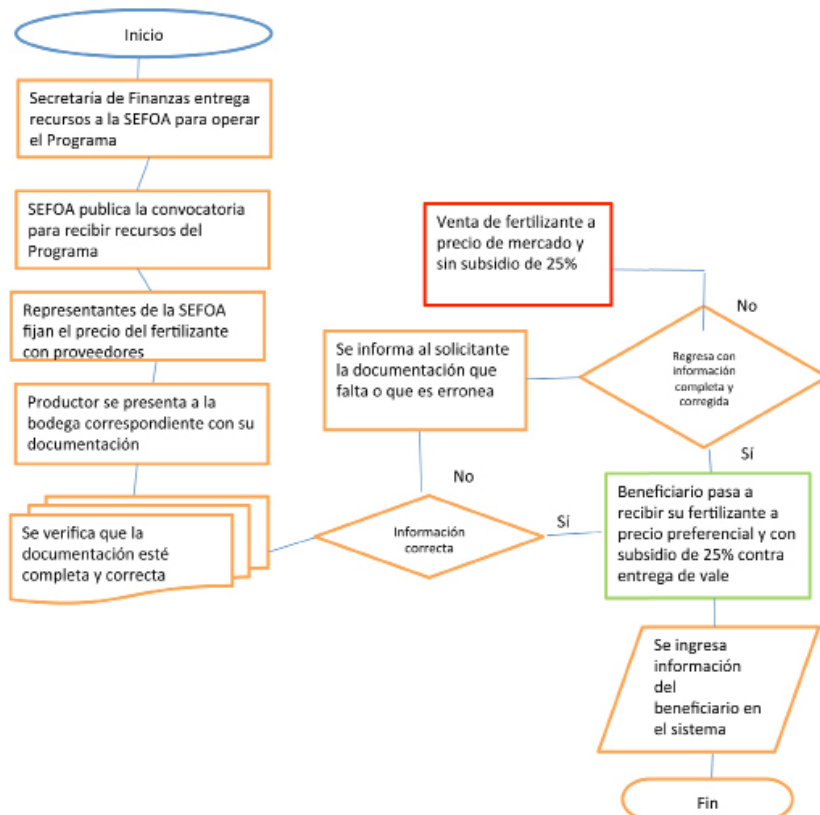 Inicio
Secretaría de Finanzas entrega
recursos a la SEFOA para operar
el Programa
SEFOA publica la convocatoria
para recibir recursos del
Programa
Representantes de la SEFOA
fijan el precio del fertilizante
con proveedores
Productor se presenta a la
bodega correspondiente con su
documentación
Se verifica que la
documentación esté
completa y correcta
Información
correcta
No
Sí
Se informa al solicitante
la documentación que
falta o que es erronea
Regresa con
información
completa y
corregida
No
Sí
Venta de fertilizante a
precio de mercado y
sin subsidio de 25%
Beneficiario pasa a
recibir su fertilizante a
precio preferencial y con
subsidio de 25% contra
entrega de vale
Se ingresa
información
del
beneficiario en
el sistema
Fin